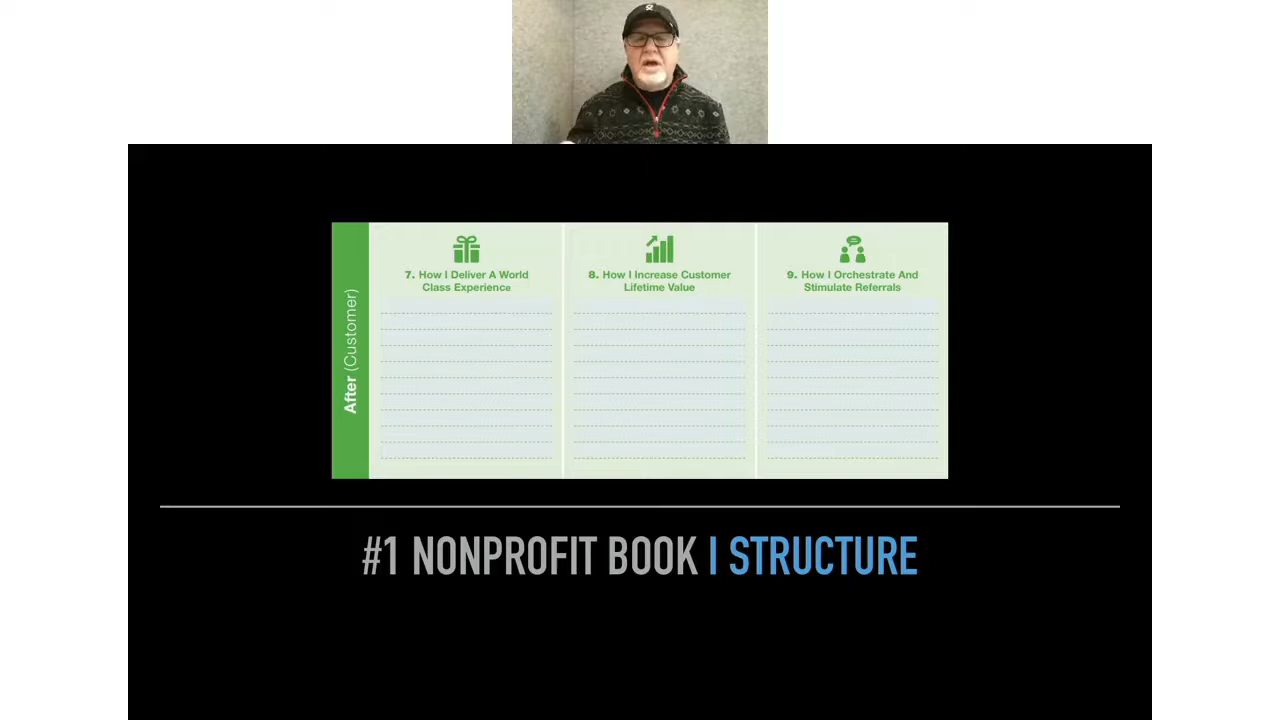 After (Customer)
7. How I Deliver A World
Class Experience
8. How I Increase Customer
Lifetime Value
9. How I Orchestrate And
Stimulate Referrals
#1 NONPROFIT BOOK | STRUCTURE